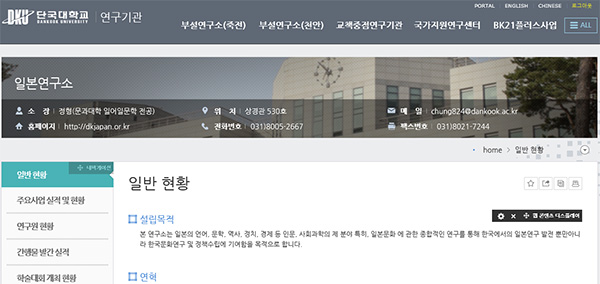 PORTAL | ENGLISH | CHINESE | 로그아웃
DKU 단국대학교 DANKOOK UNIVERSITY 연구기관
부설연구소(죽전) 부설연구소(천안) 교책중점연구기관 국가지원연구센터 BK21플러스사업 ALL
일본연구소
소 장 | 정형(문과대학 일어일문학 전공) 위 치 | 상경관 530호 메 일 | chung824@dankook.ac.kr
홈페이지 | http://dkjapan.or.kr 전화번호 | 031)8005-2667 팩스번호 | 031)8021-7244
home > 일반 현황
일반 현황
내비게이션
주요사업 실적 및 현황
연구원 현황
간행물 발간 실적
학술대회 개최 현황
일반 현황
웹 콘텐츠 디스플레이
설립목적
본 연구소는 일본의 언어, 문학, 역사, 정치, 경제 등 인문, 사회과학의 제 분야 특히, 일본문화 에 관한 종합적인 연구를 통해 한국에서의 일본연구 발전 뿐만아니
라 한국문화연구 및 정책수립에 기여함을 목적으로 합니다.
연혁